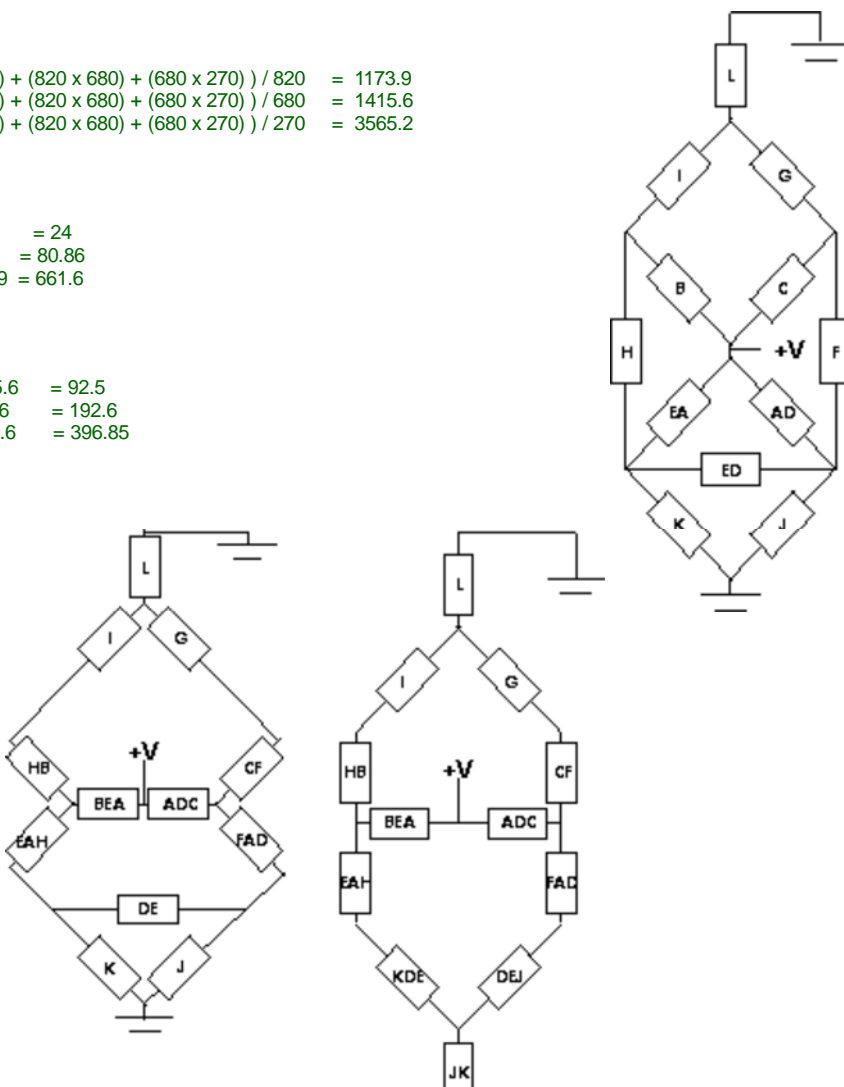 ) + (820 x 680) + (680 x 270) ) / 820 = 1173.9
) + (820 x 680) + (680 x 270) ) / 680 = 1415.6
) + (820 x 680) + (680 x 270) ) / 270 = 3565.2
= 24
= 80.86
9 = 661.6
5.6 = 92.5
6 = 192.6
.6 = 396.85
L
I G
B C
H +V F
EA AD
ED
K J
L
I G
+V
HB CF
BEA ADC
EAH FAD
DE
K J
L
I G
HB +V CF
BEA ADC
EAH FAD
KDE DEJ
JK